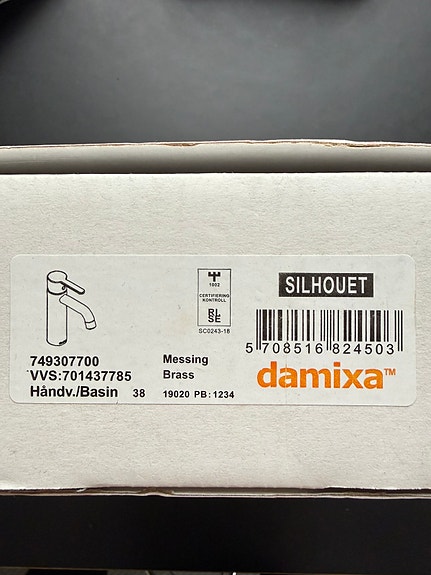 SILHOUET
1002
CERTIFIERING
KONTROLL
RI
SE
SC0243-18
5 708516 824503
749307700
VVS:701437785
Håndv./Basin 38
Messing
Brass
19020 PB:1234
damixa™